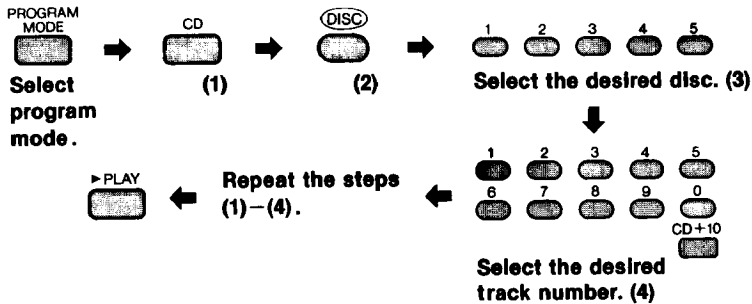 PROGRAM
MODE
Select
program
mode.
CD
(1)
DISC
(2)
1 2 3 4 5
Select the desired disc. (3)
1 2 3 4 5
6 7 8 9 0
CD+10
Select the desired
track number. (4)
Repeat the steps
(1)–(4).
►PLAY